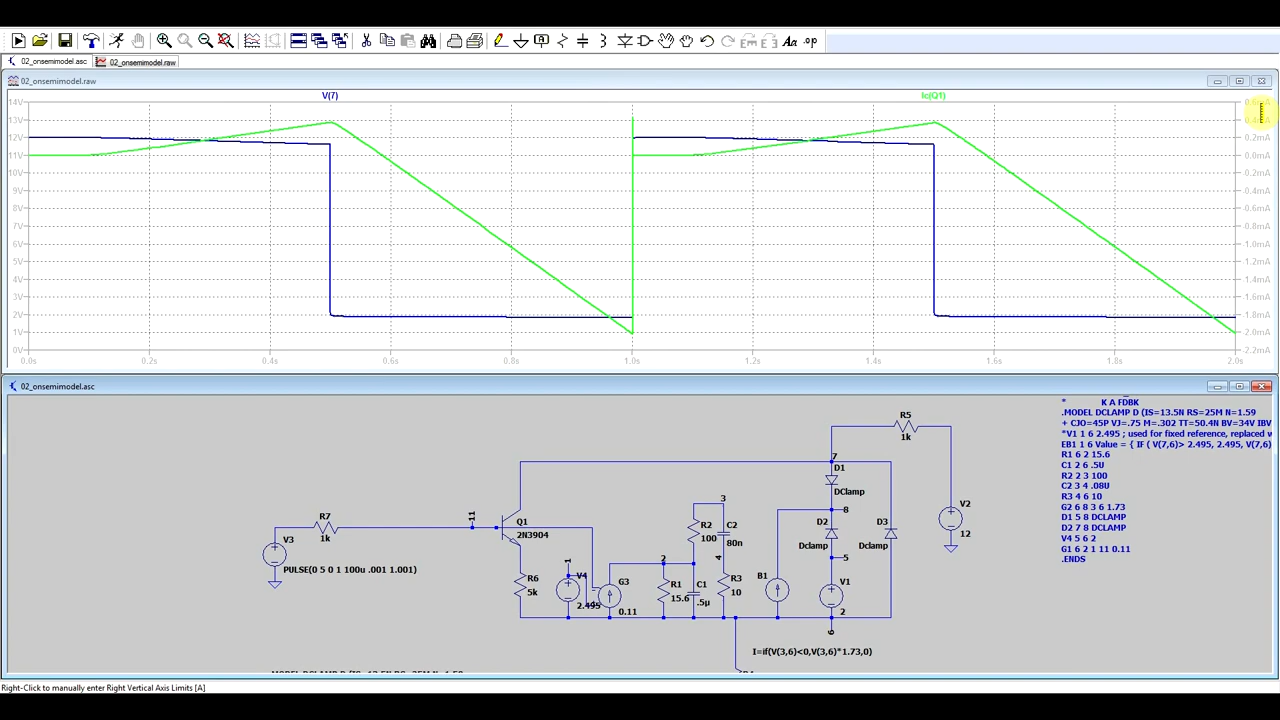 .op
02_onsemimodel.asc
02_onsemimodel.raw
02_onsemimodel.raw
V(7)
Ic(Q1)
14V
13V
12V
11V
10V
9V
8V
7V
6V
5V
4V
3V
2V
1V
0V
0.2mA
0.0mA
-0.2mA
-0.4mA
-0.6mA
-0.8mA
-1.0mA
-1.2mA
-1.4mA
-1.6mA
-1.8mA
-2.0mA
-2.2mA
0.0s
0.2s
0.4s
0.6s
0.8s
1.0s
1.2s
1.4s
1.6s
1.8s
2.0s
02_onsemimodel.asc
* K A FDBK
.MODEL DCLAMP D (IS=13.5N RS=25M N=1.59
+ CJO=45P VJ=.75 M=.302 TT=50.4N BV=34V IBV
*V1 1 6 2.495 ; used for fixed reference, replaced w
EB1 1 6 Value = { IF ( V(7,6)> 2.495, 2.495, V(7,6)
R1 6 2 15.6
C1 2 6 .5U
R2 2 3 100
C2 3 4 .08U
R3 4 6 10
G2 6 8 3 6 1.73
D1 5 8 DCLAMP
D2 7 8 DCLAMP
V4 5 6 2
G1 6 2 1 11 0.11
.ENDS
R5
1k
7
D1
DClamp
8
V2
12
3
R2
100
C2
80n
D2
Dclamp
D3
Dclamp
R7
1k
11
Q1
2N3904
V3
PULSE(0 5 0 1 100u .001 1.001)
R6
5k
1
V4
2.495
G3
0.11
2
R1
15.6
C1
.5µ
4
R3
10
B1
5
V1
2
6
I=if(V(3,6)<0,V(3,6)*1.73,0)
Right-Click to manually enter Right Vertical Axis Limits [A]